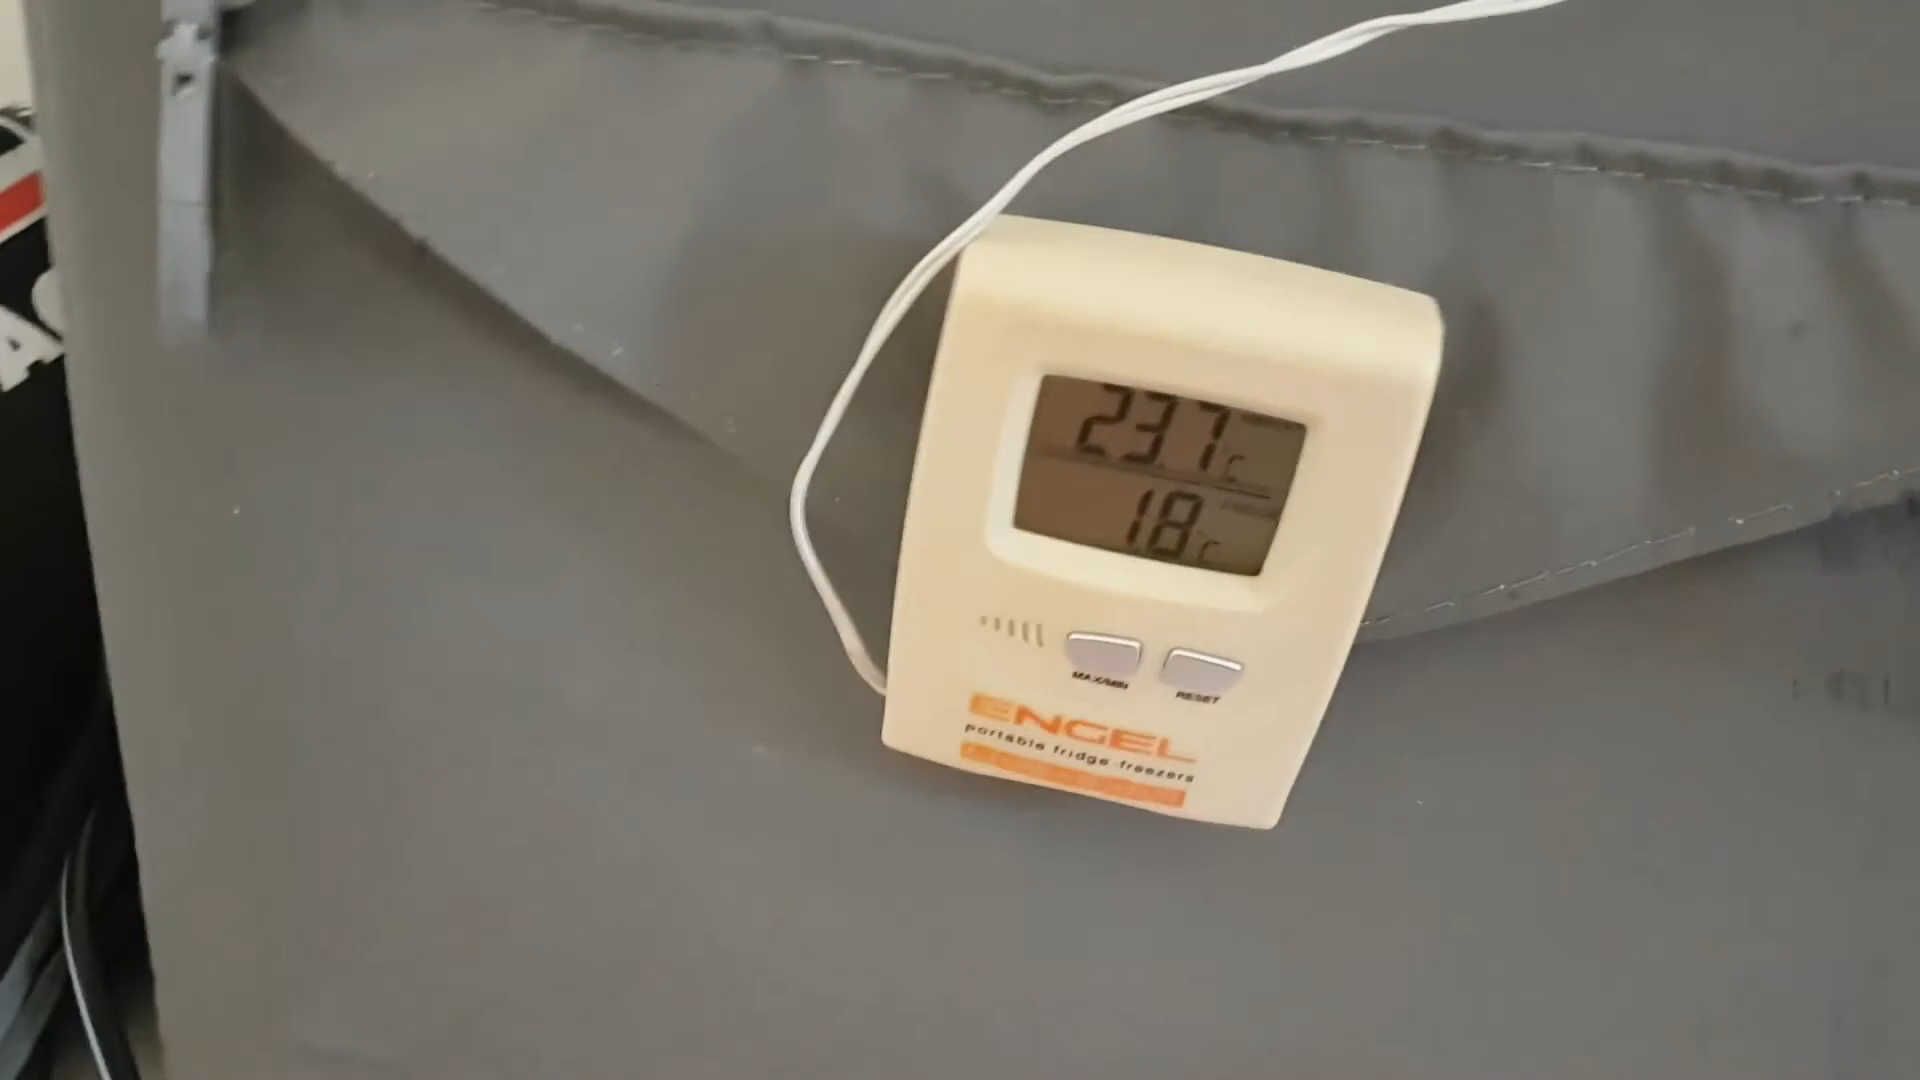 23.7 °C
1.8 °C
MAX/MIN
RESET
ENGEL
portable fridge-freezers